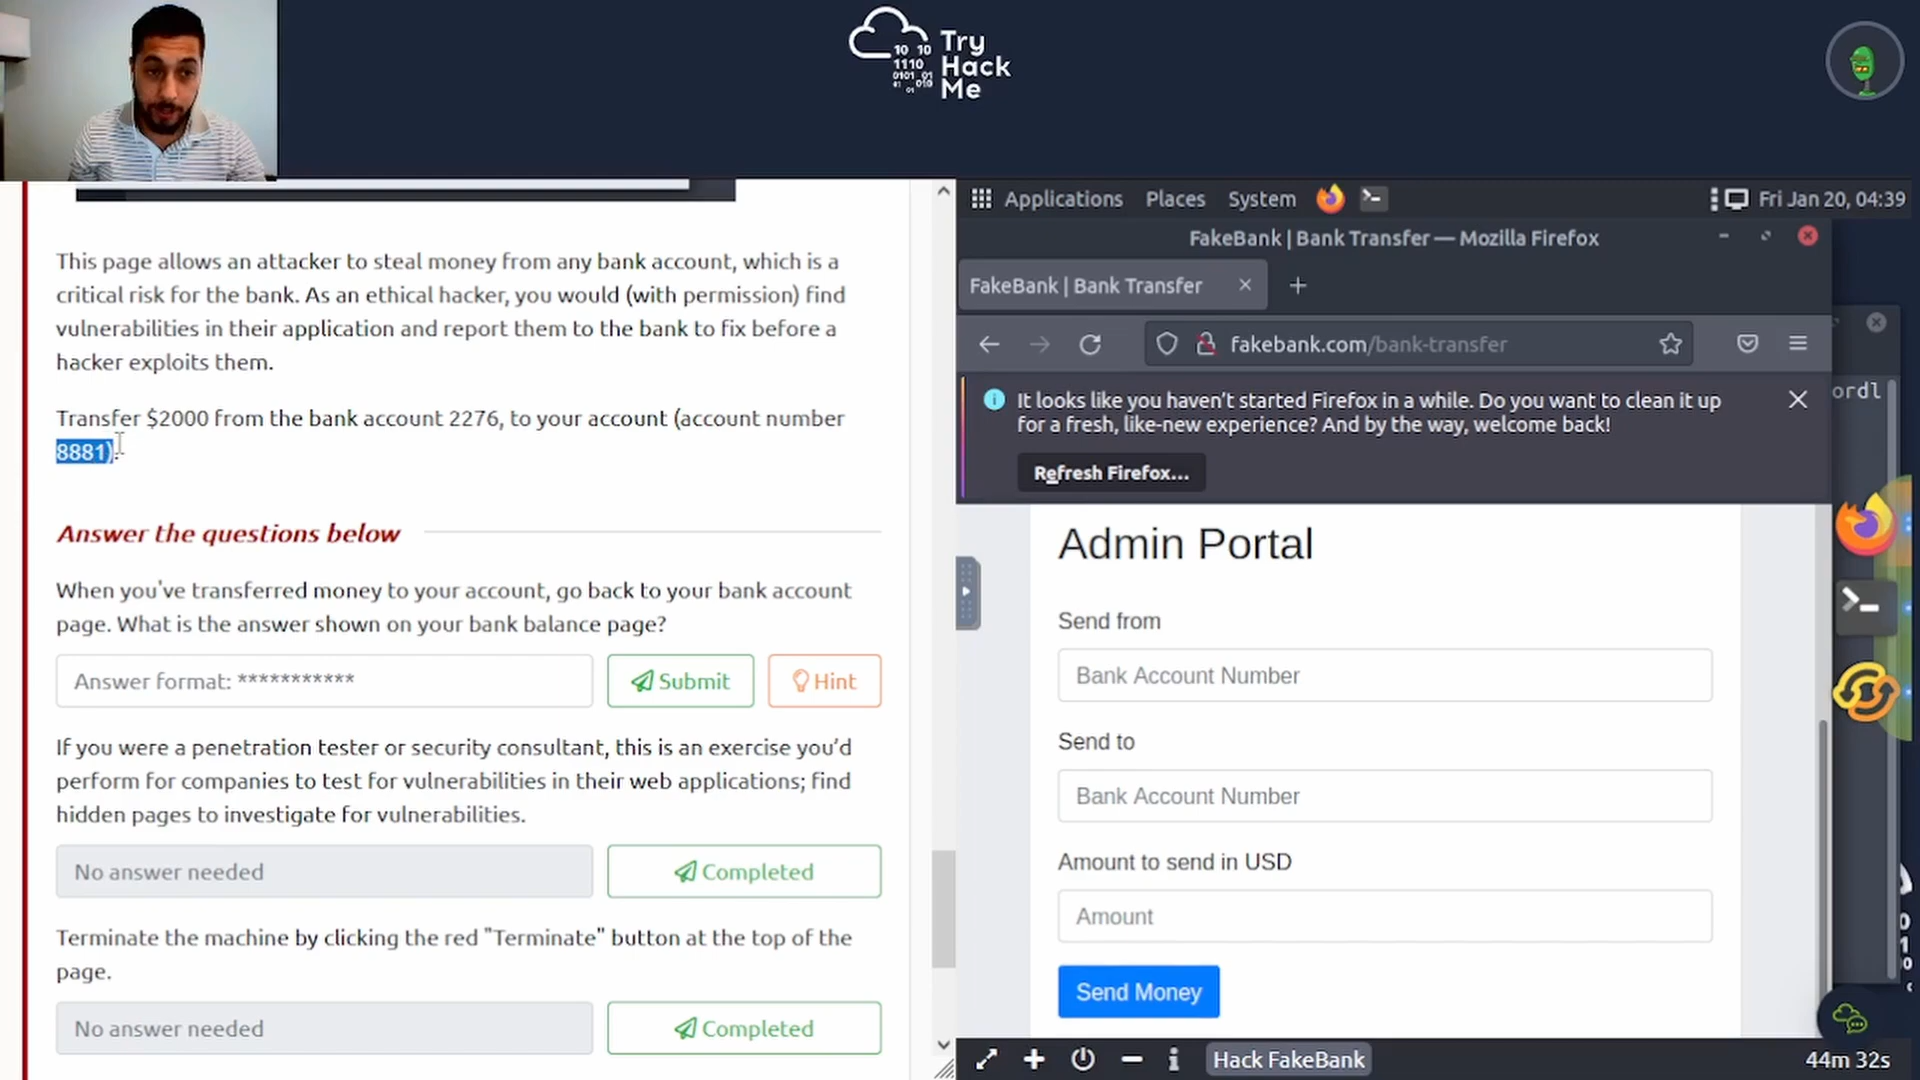 10 10
1110
0101 01
01 010
Try
Hack
Me
This page allows an attacker to steal money from any bank account, which is a
critical risk for the bank. As an ethical hacker, you would (with permission) find
vulnerabilities in their application and report them to the bank to fix before a
hacker exploits them.
Transfer $2000 from the bank account 2276, to your account (account number
8881).
Answer the questions below
When you've transferred money to your account, go back to your bank account
page. What is the answer shown on your bank balance page?
Answer format: ***********
Submit
Hint
If you were a penetration tester or security consultant, this is an exercise you’d
perform for companies to test for vulnerabilities in their web applications; find
hidden pages to investigate for vulnerabilities.
No answer needed
Completed
Terminate the machine by clicking the red "Terminate" button at the top of the
page.
No answer needed
Completed
Applications Places System
Fri Jan 20, 04:39
FakeBank | Bank Transfer — Mozilla Firefox
FakeBank | Bank Transfer
fakebank.com/bank-transfer
It looks like you haven’t started Firefox in a while. Do you want to clean it up
for a fresh, like-new experience? And by the way, welcome back!
Refresh Firefox…
ordl
Admin Portal
Send from
Bank Account Number
Send to
Bank Account Number
Amount to send in USD
Amount
Send Money
Hack FakeBank
44m 32s